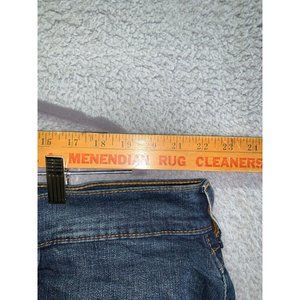 16 17 18 19 20 21 22 23 24
MENENDIAN RUG CLEANERS